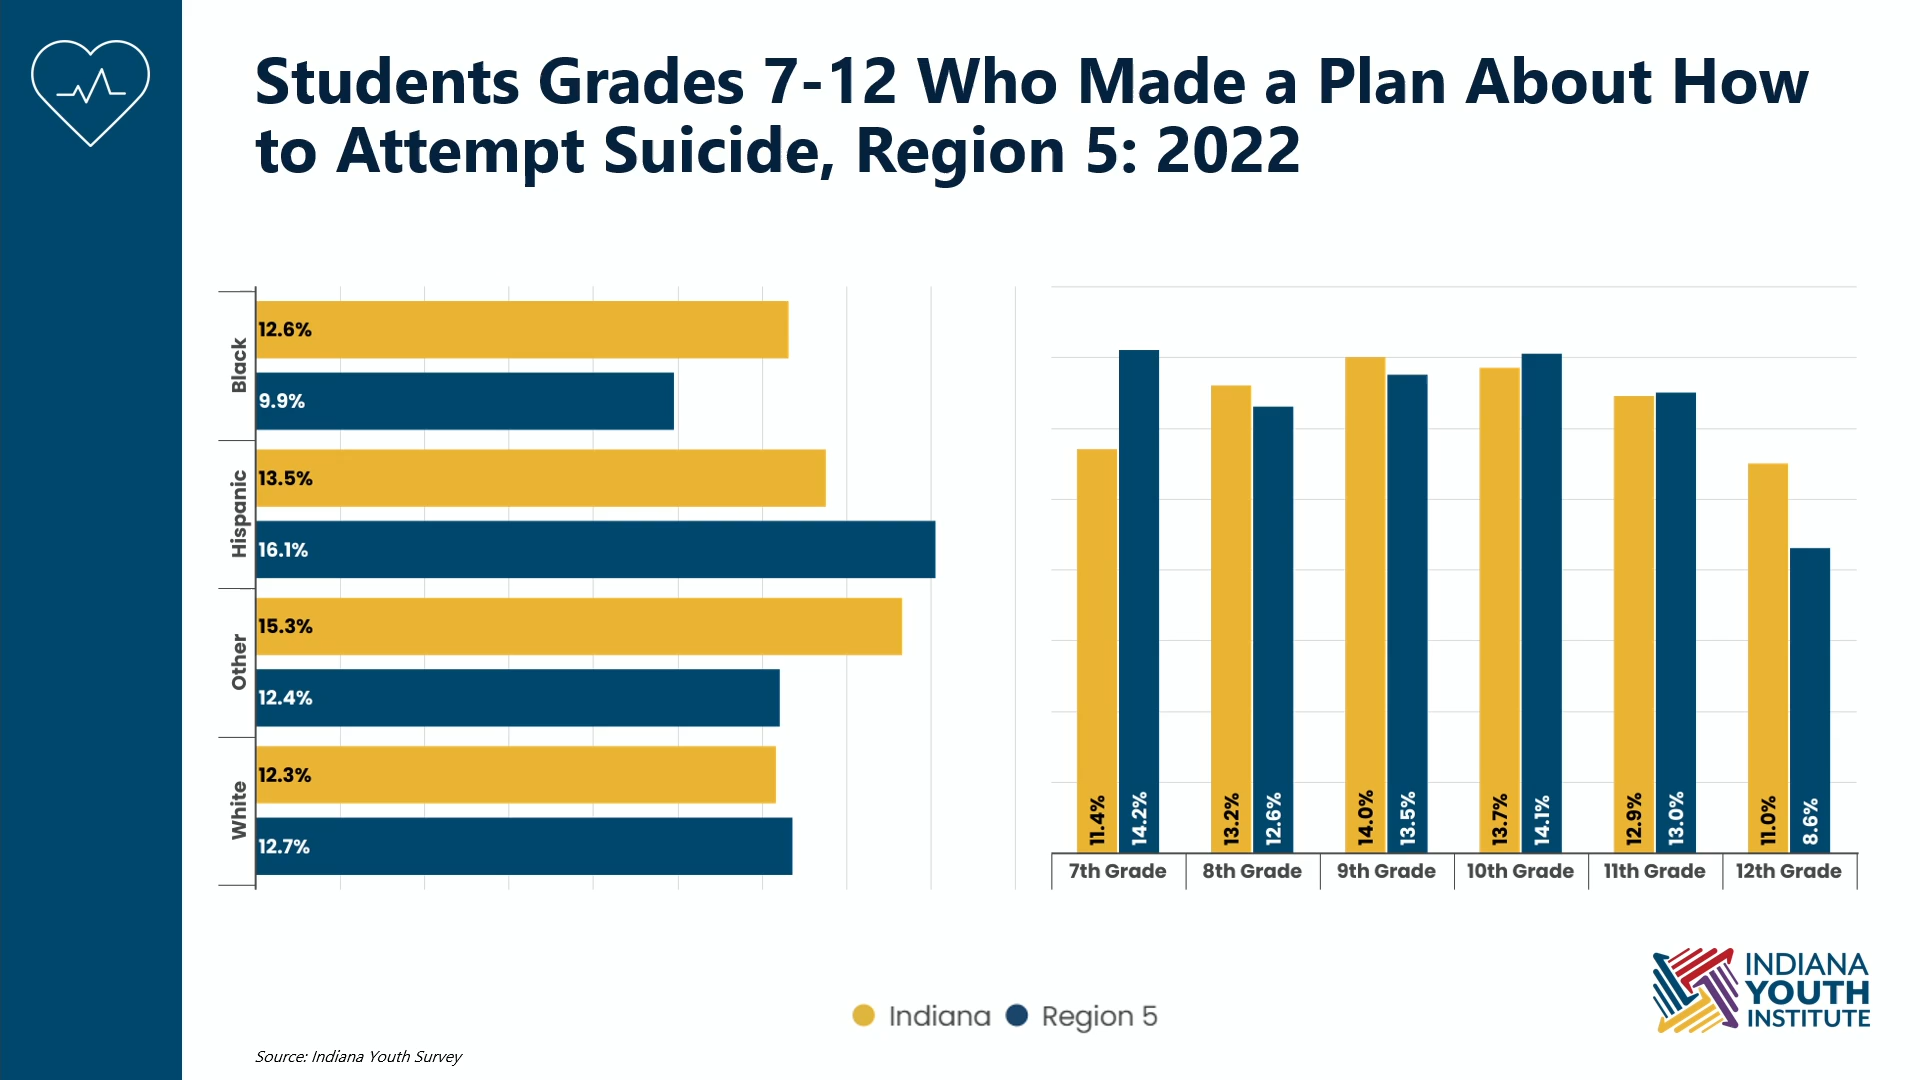 Students Grades 7-12 Who Made a Plan About How
to Attempt Suicide, Region 5: 2022
Black
12.6%
9.9%
Hispanic
13.5%
16.1%
Other
15.3%
12.4%
White
12.3%
12.7%
11.4%
14.2%
13.2%
12.6%
14.0%
13.5%
13.7%
14.1%
12.9%
13.0%
11.0%
8.6%
7th Grade
8th Grade
9th Grade
10th Grade
11th Grade
12th Grade
Indiana
Region 5
INDIANA
YOUTH
INSTITUTE
Source: Indiana Youth Survey